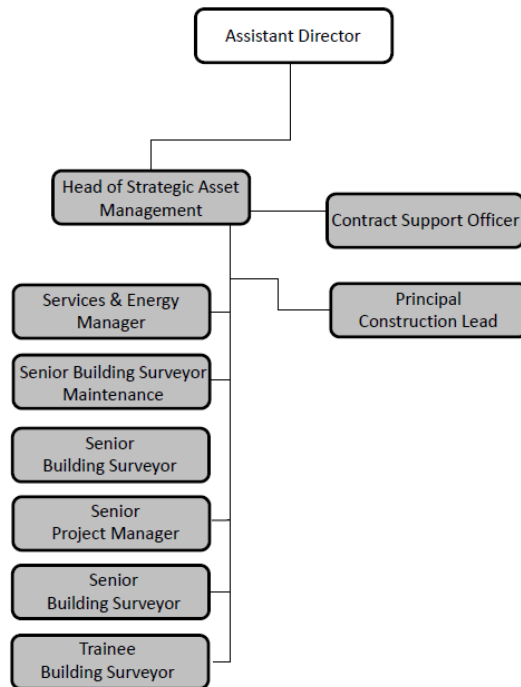 Assistant Director
Head of Strategic Asset
Management
Contract Support Officer
Services & Energy
Manager
Principal
Construction Lead
Senior Building Surveyor
Maintenance
Senior
Building Surveyor
Senior
Project Manager
Senior
Building Surveyor
Trainee
Building Surveyor